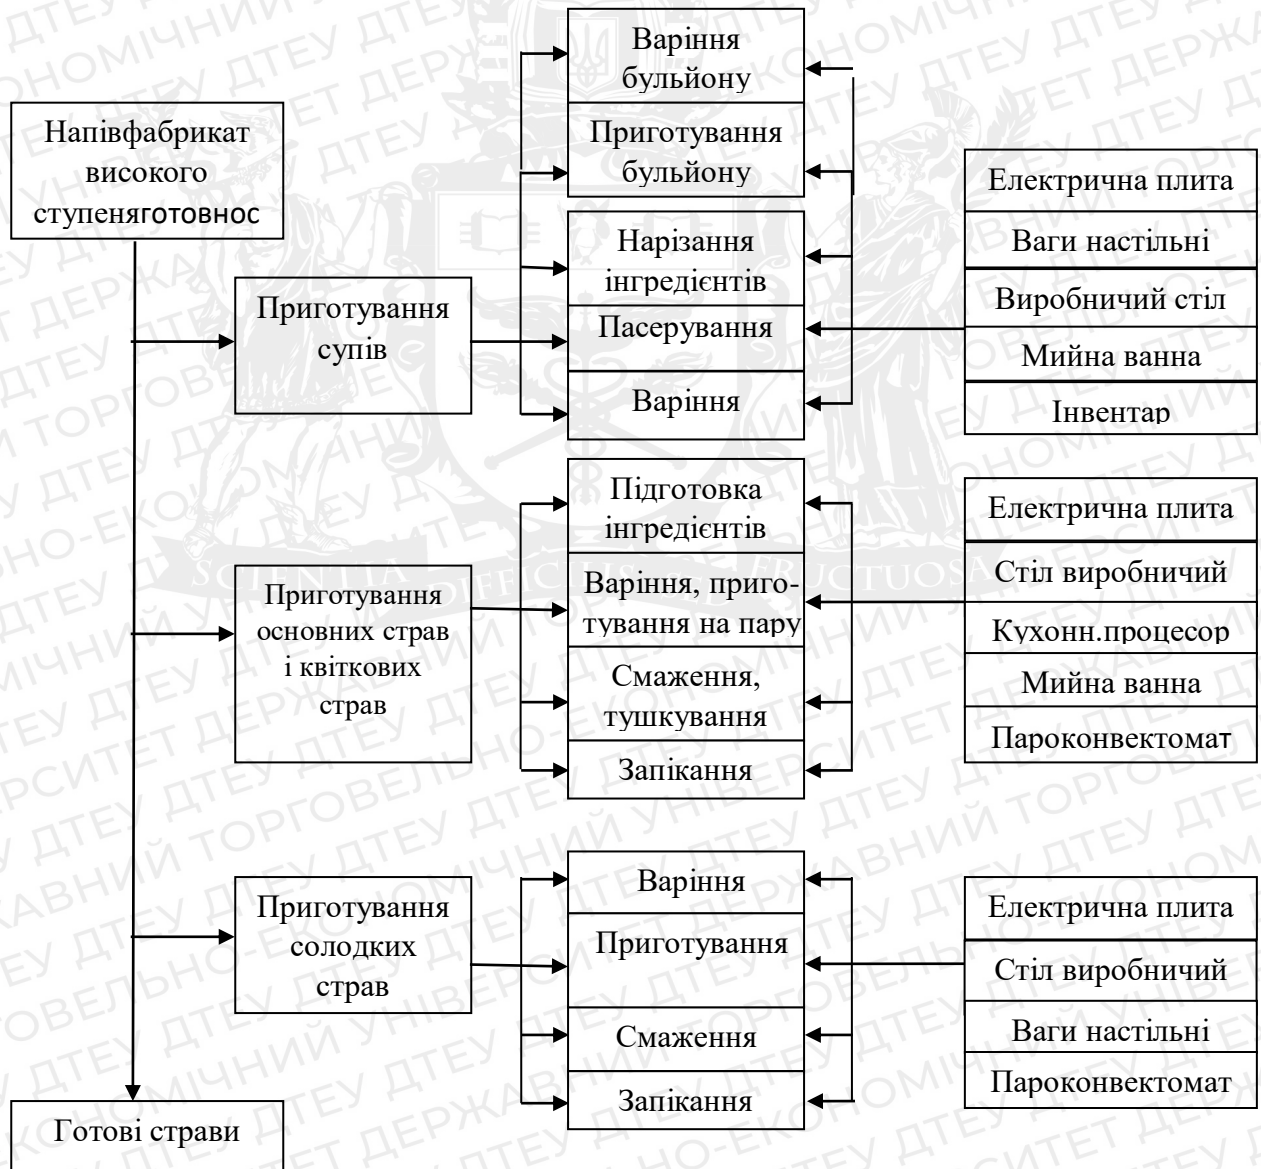 Напівфабрикат
високого
ступеняготовнос
Приготування
супів
Варіння
бульйону
Приготування
бульйону
Нарізання
інгредієнтів
Пасерування
Варіння
Електрична плита
Ваги настільні
Виробничий стіл
Мийна ванна
Інвентар
Приготування
основних страв
і квіткових
страв
Підготовка
інгредієнтів
Варіння, приго-
тування на пару
Смаження,
тушкування
Запікання
Електрична плита
Стіл виробничий
Кухонн.процесор
Мийна ванна
Пароконвектомат
Приготування
солодких
страв
Варіння
Приготування
Смаження
Запікання
Електрична плита
Стіл виробничий
Ваги настільні
Пароконвектомат
Готові страви
SCIENTIA DIFFICILIS FRUCTUOSA